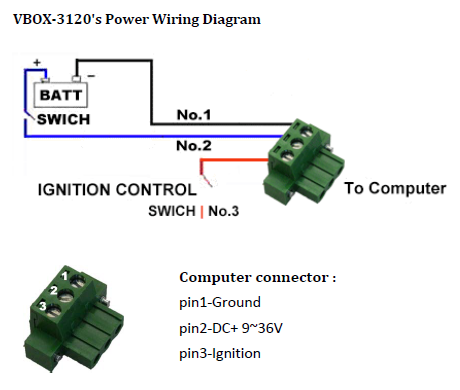 VBOX-3120's Power Wiring Diagram
+ −
BATT
SWICH
No.1
No.2
IGNITION CONTROL
SWICH | No.3
To Computer
1
2
3
Computer connector :
pin1-Ground
pin2-DC+ 9~36V
pin3-Ignition